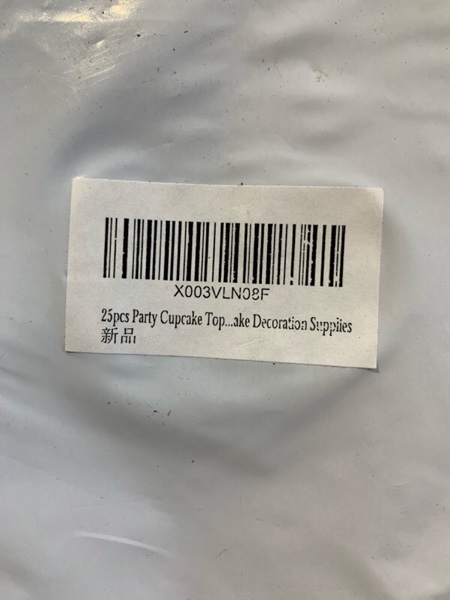 X003VLN08F
25pcs Party Cupcake Top...ake Decoration Supplies
新品